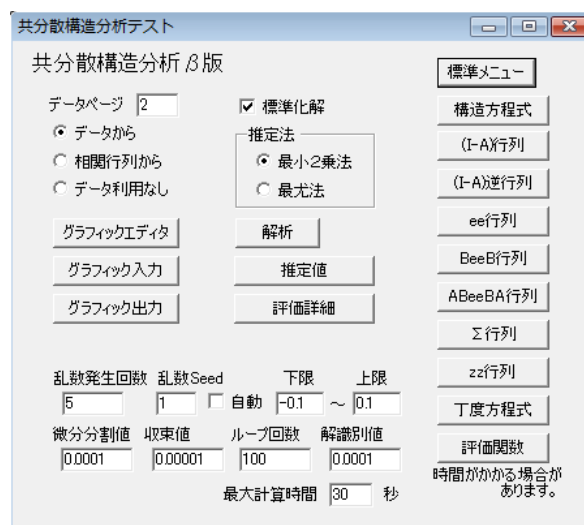 共分散構造分析テスト
共分散構造分析 β版
標準メニュー
データページ 2
標準化解
構造方程式
データから
推定法
相関行列から
最小2乗法
(I-A)行列
データ利用なし
最尤法
(I-A)逆行列
グラフィックエディタ
解析
ee行列
グラフィック入力
推定値
BeeB行列
グラフィック出力
評価詳細
ABeeBA行列
Σ行列
乱数発生回数 乱数Seed 下限 上限
zz行列
5 1 自動 -0.1 ～ 0.1
丁度方程式
微分分割値 収束値 ループ回数 解識別値
0.0001 0.00001 100 0.0001
評価関数
最大計算時間 30 秒
時間がかかる場合が
あります。